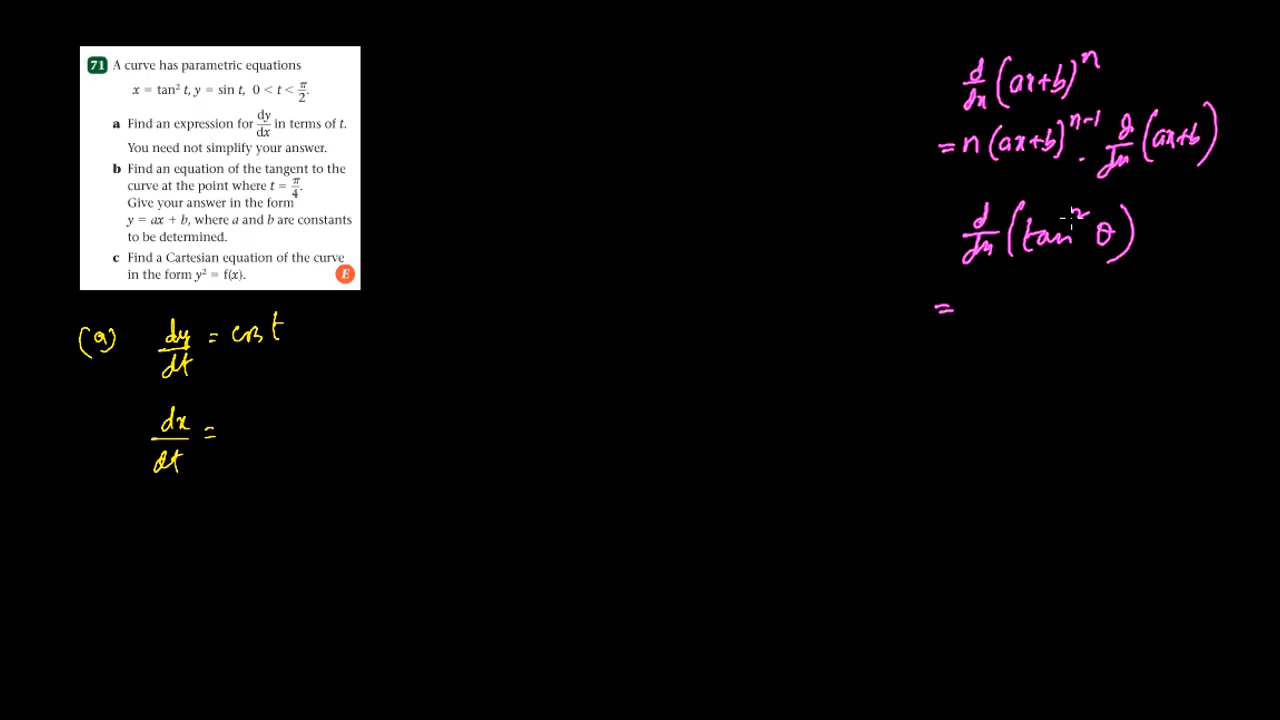 71 A curve has parametric equations
x = tan² t, y = sin t, 0 < t < π/2.
a Find an expression for dy/dx in terms of t.
You need not simplify your answer.
b Find an equation of the tangent to the
curve at the point where t = π/4.
Give your answer in the form
y = ax + b, where a and b are constants
to be determined.
c Find a Cartesian equation of the curve
in the form y² = f(x). E
(a) dy/dt = cos t
dx/dt =
d/dx (ax+b)^n
= n (ax+b)^(n-1) . d/dx (ax+b)
d/dx (tan² θ)
=